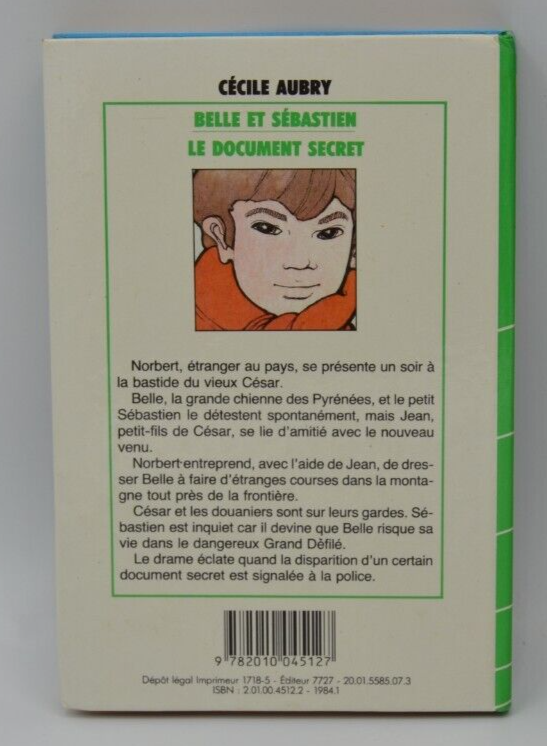 CÉCILE AUBRY
BELLE ET SÉBASTIEN
LE DOCUMENT SECRET
Norbert, étranger au pays, se présente un soir à
la bastide du vieux César.
Belle, la grande chienne des Pyrénées, et le petit
Sébastien le détestent spontanément, mais Jean,
petit-fils de César, se lie d'amitié avec le nouveau
venu.
Norbert entreprend, avec l'aide de Jean, de dres-
ser Belle à faire d'étranges courses dans la monta-
gne tout près de la frontière.
César et les douaniers sont sur leurs gardes. Sé-
bastien est inquiet car il devine que Belle risque sa
vie dans le dangereux Grand Dèfilé.
Le drame éclate quand la disparition d'un certain
document secret est signalée à la police.
9 782010 045127
Dépôt légal Imprimeur 1718-5 - Éditeur 7727 - 20.01.5585.07.3
ISBN : 2.01.00.4512.2 - 1984.1